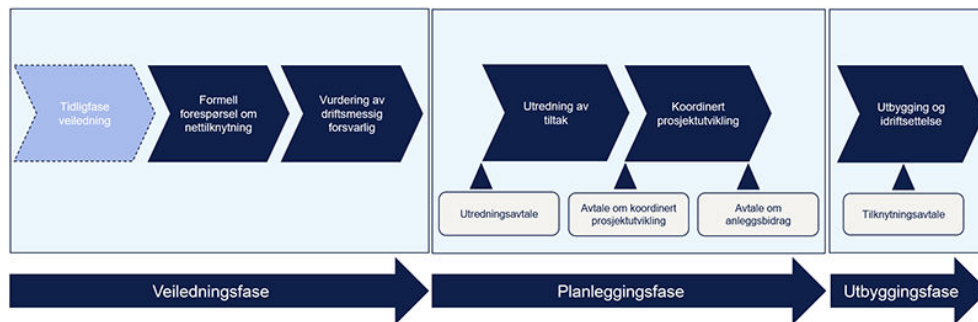 Tidligfase
veiledning
Formell
forespørsel om
nettilknytning
Vurdering av
driftsmessig
forsvarlig
Utredning av
tiltak
Koordinert
prosjektutvikling
Utbygging og
idriftsettelse
Utredningsavtale
Avtale om koordinert
prosjektutvikling
Avtale om
anleggsbidrag
Tilknytningsavtale
Veiledningsfase
Planleggingsfase
Utbyggingsfase